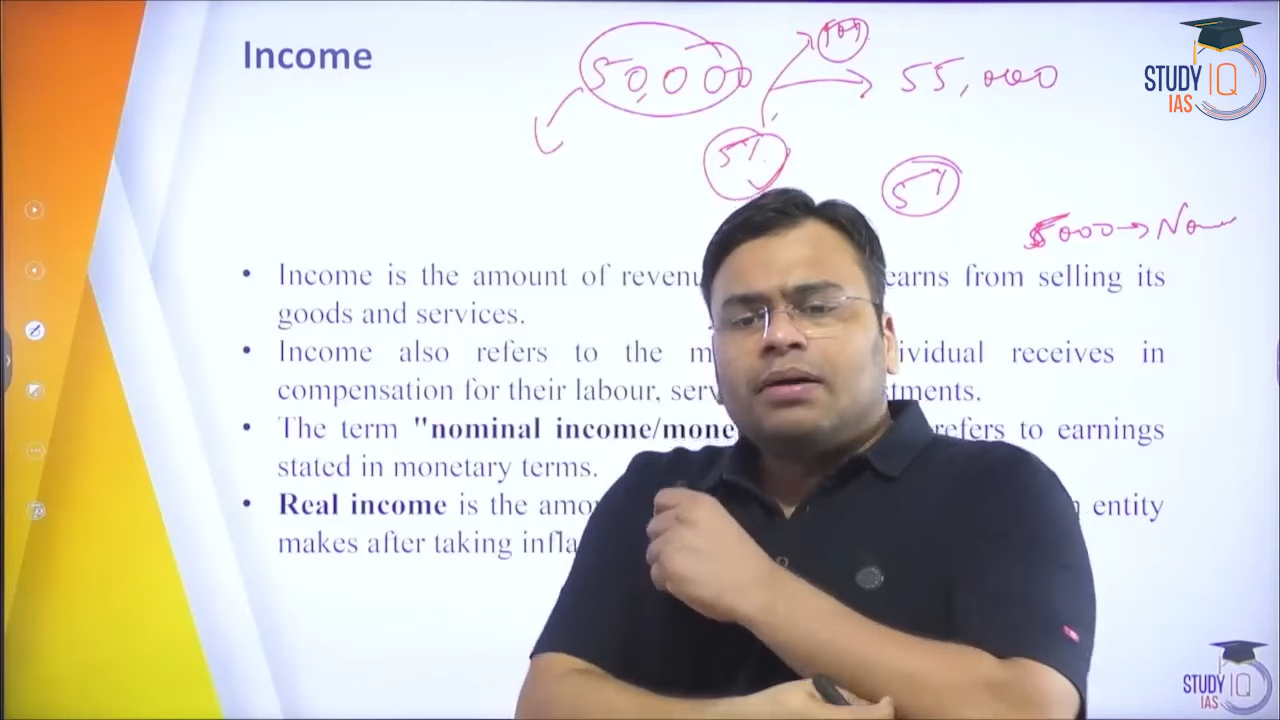 Income
50,000
55,000
5%
5%
5000 → No
STUDY IQ
IAS
• Income is the amount of revenu earns from selling its
goods and services.
• Income also refers to the m ividual receives in
compensation for their labour, serv stments.
• The term "nominal income/mone refers to earnings
stated in monetary terms.
• Real income is the amo entity
makes after taking infla
STUDY IQ
IAS